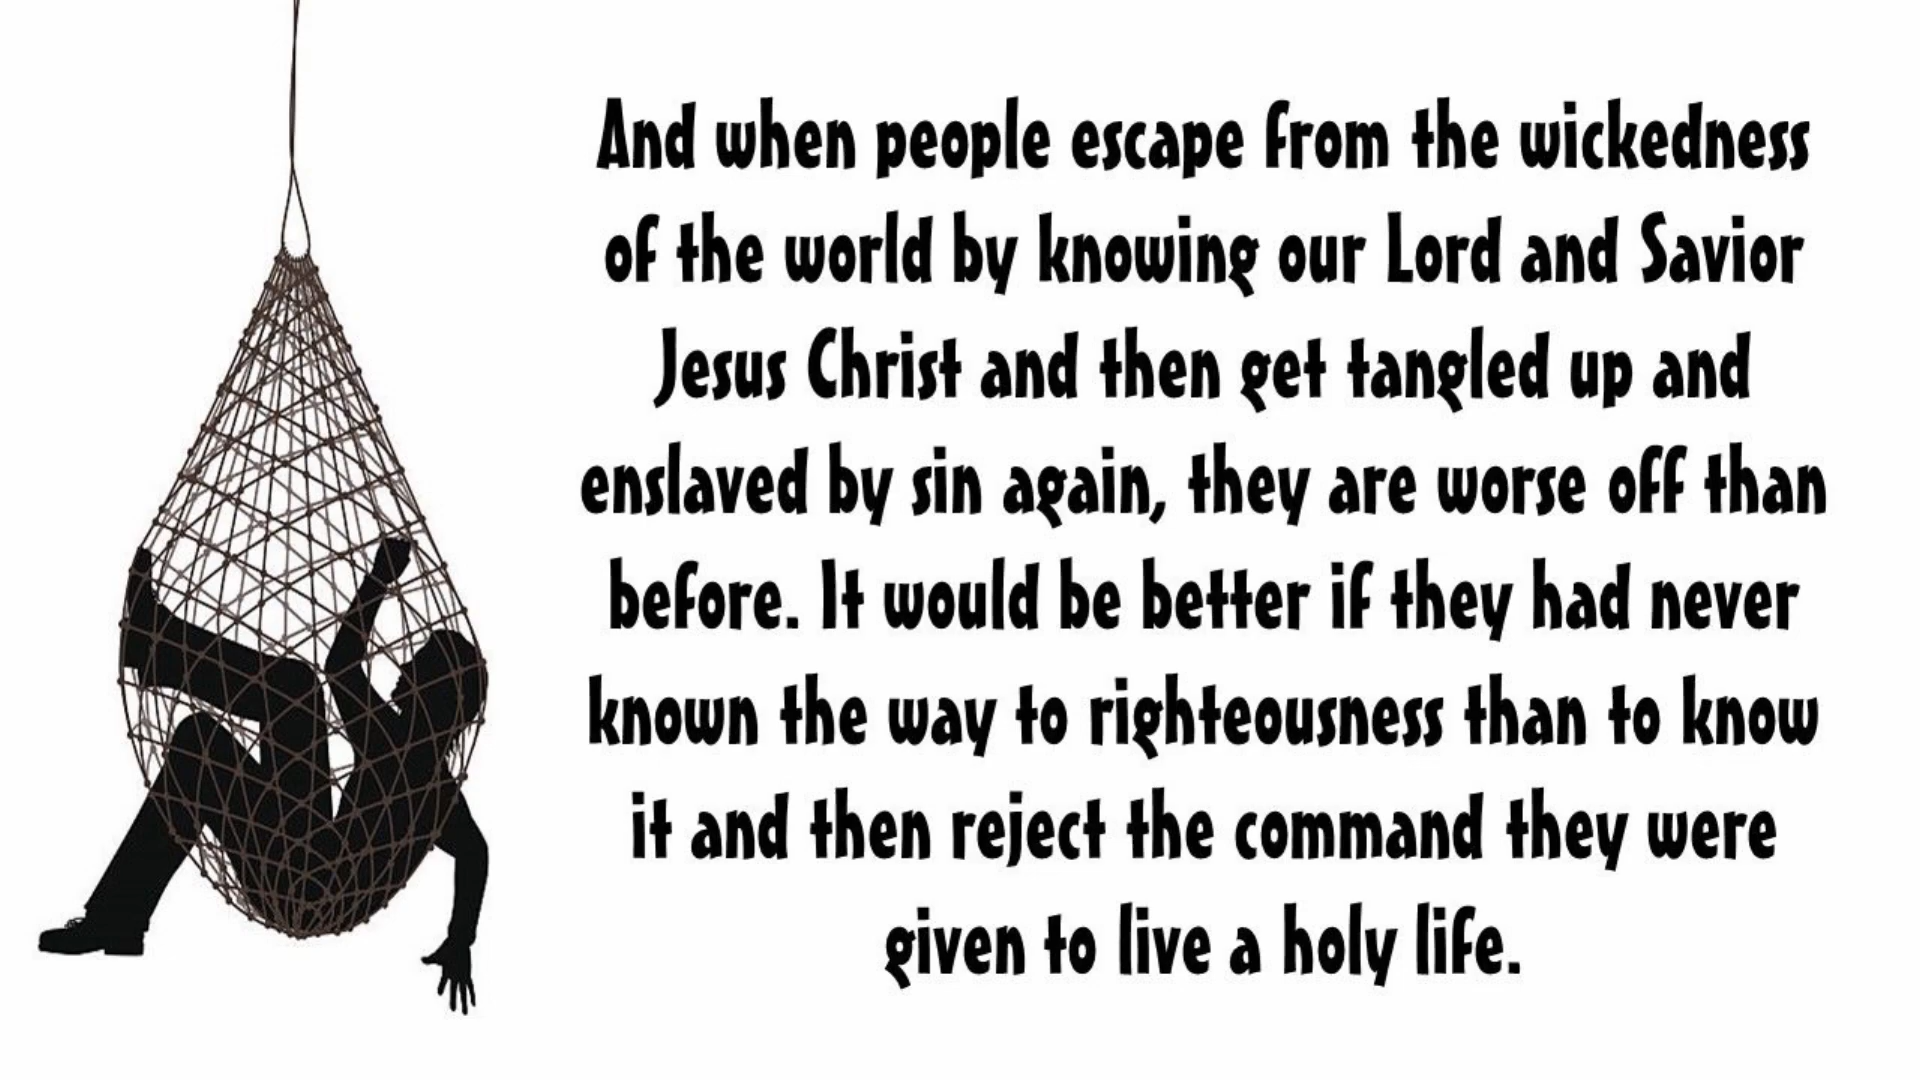 And when people escape from the wickedness
of the world by knowing our Lord and Savior
Jesus Christ and then get tangled up and
enslaved by sin again, they are worse off than
before. It would be better if they had never
known the way to righteousness than to know
it and then reject the command they were
given to live a holy life.